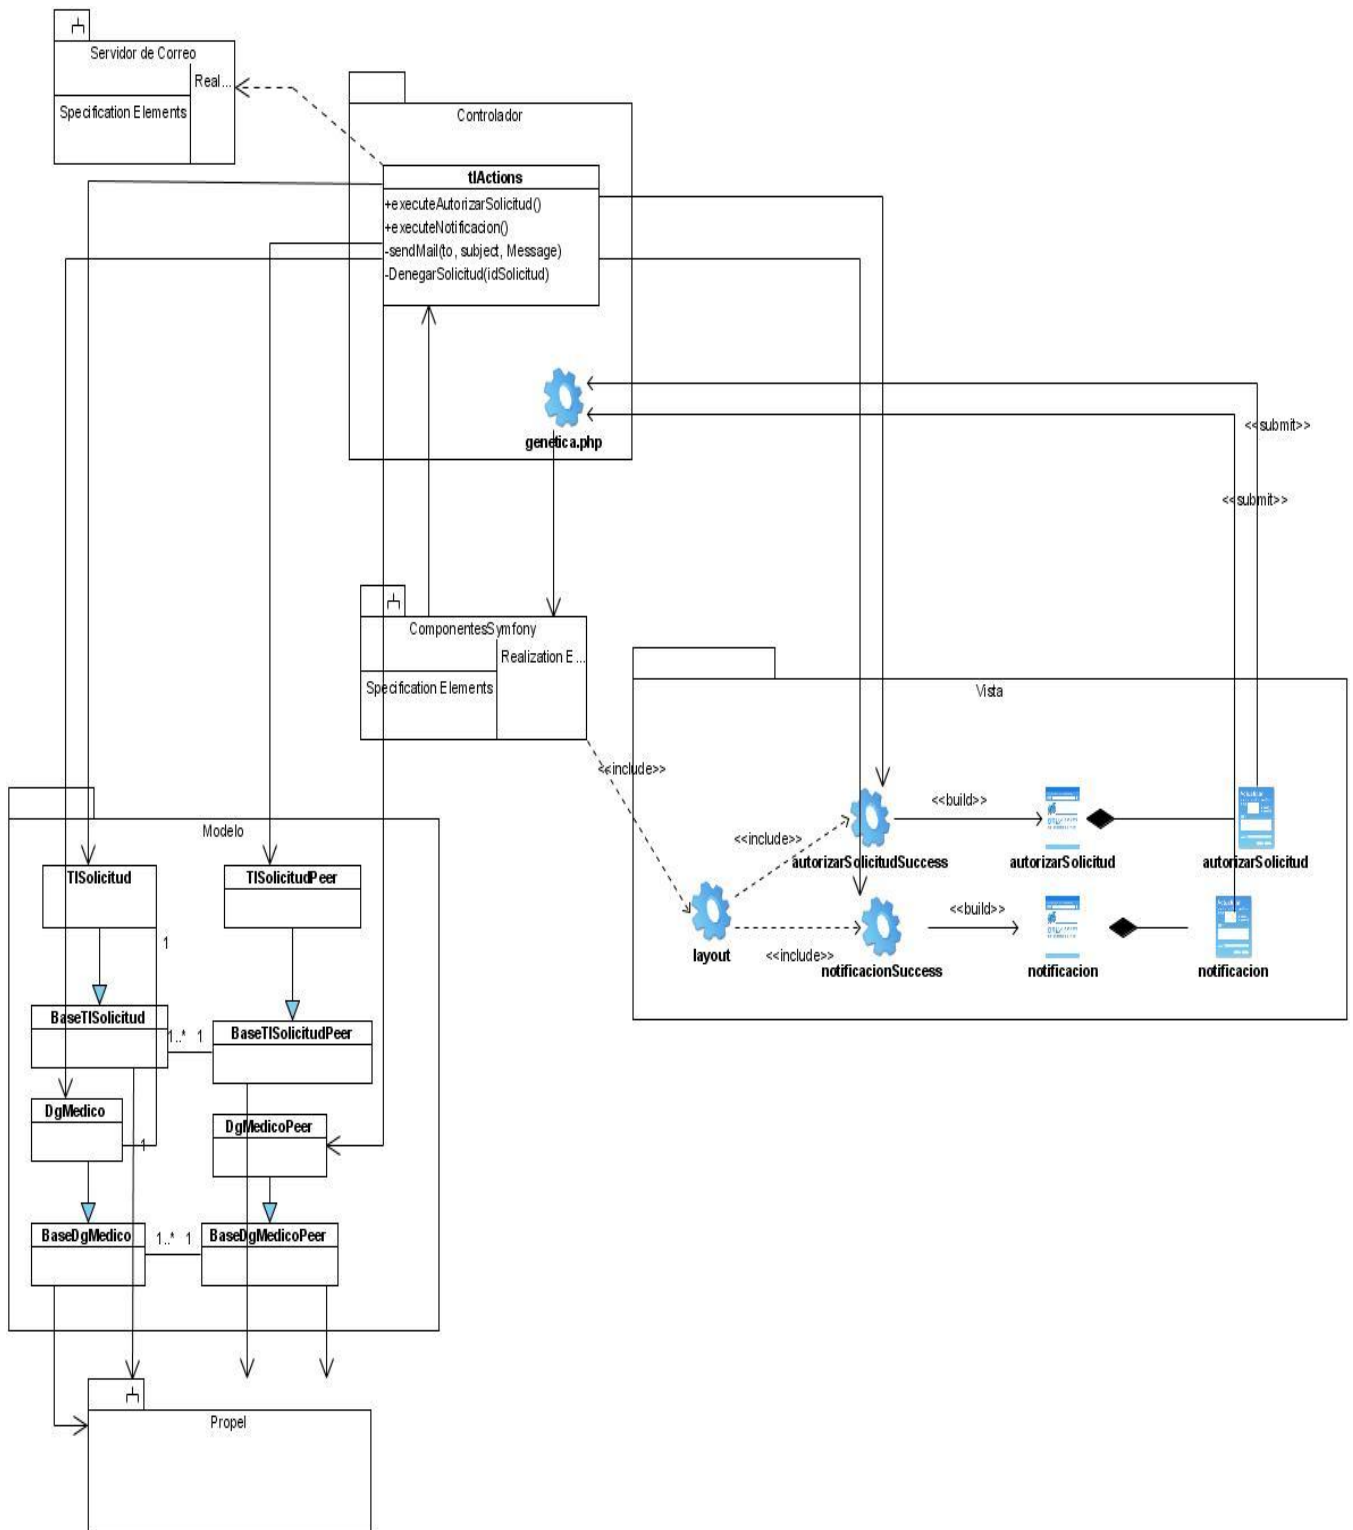 Servidor de Correo
Real...
Specification Elements
Controlador
tlActions
+executeAutorizarSolicitud()
+executeNotificacion()
-sendMail(to, subject, Message)
-DenegarSolicitud(idSolicitud)
genetica.php
<<submit>>
<<submit>>
ComponentesSymfony
Realization E...
Specification Elements
Vista
<<include>>
<<build>>
<<include>>
autorizarSolicitudSuccess
autorizarSolicitud
autorizarSolicitud
<<build>>
layout
<<include>>
notificacionSuccess
notificacion
notificacion
Modelo
TlSolicitud
TlSolicitudPeer
1
BaseTlSolicitud
BaseTlSolicitudPeer
1..* 1
DgMedico
DgMedicoPeer
1
BaseDgMedico
1..* 1
BaseDgMedicoPeer
Propel